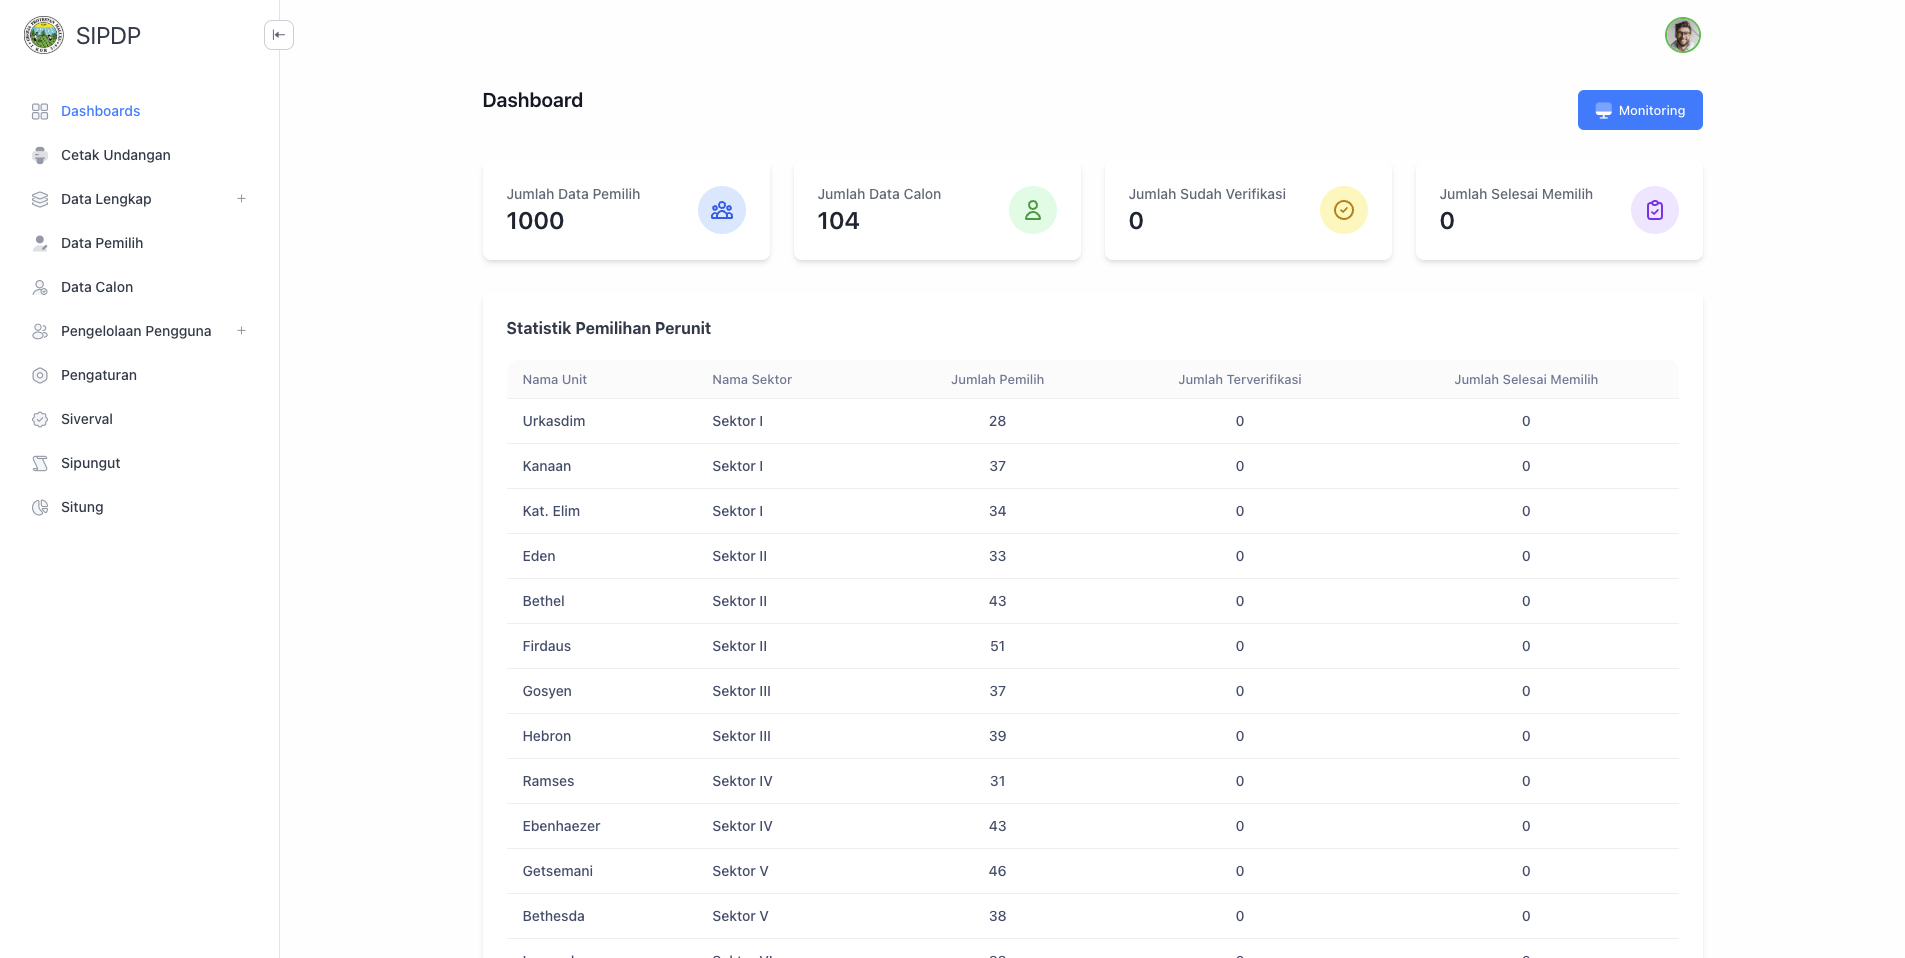 SIPDP
Dashboards
Cetak Undangan
Data Lengkap
Data Pemilih
Data Calon
Pengelolaan Pengguna
Pengaturan
Siverval
Sipungut
Situng
Dashboard
Monitoring
Jumlah Data Pemilih
1000
Jumlah Data Calon
104
Jumlah Sudah Verifikasi
0
Jumlah Selesai Memilih
0
Statistik Pemilihan Perunit
Nama Unit Nama Sektor Jumlah Pemilih Jumlah Terverifikasi Jumlah Selesai Memilih
Urkasdim Sektor I 28 0 0
Kanaan Sektor I 37 0 0
Kat. Elim Sektor I 34 0 0
Eden Sektor II 33 0 0
Bethel Sektor II 43 0 0
Firdaus Sektor II 51 0 0
Gosyen Sektor III 37 0 0
Hebron Sektor III 39 0 0
Ramses Sektor IV 31 0 0
Ebenhaezer Sektor IV 43 0 0
Getsemani Sektor V 46 0 0
Bethesda Sektor V 38 0 0